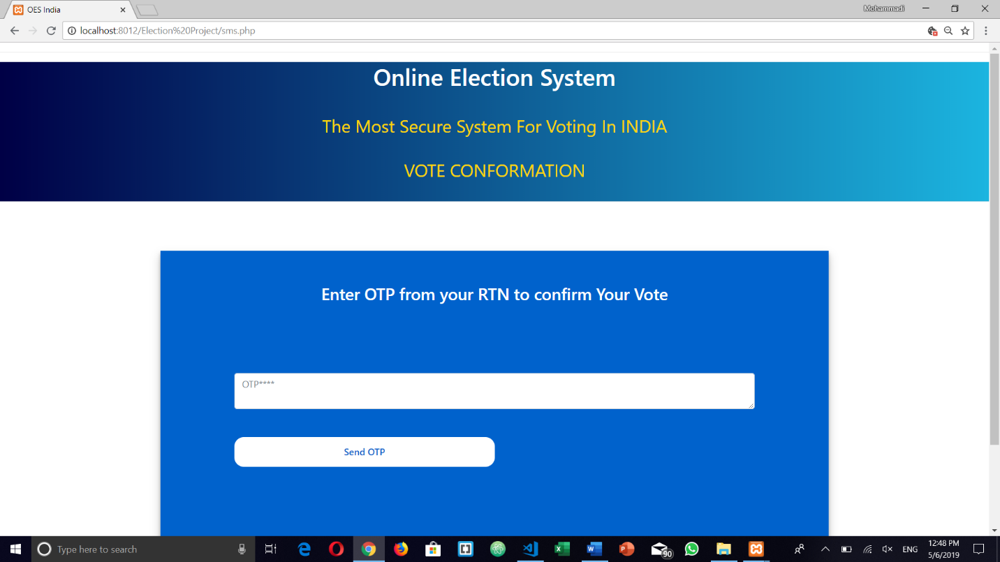 OES India
Mohammadi
localhost:8012/Election%20Project/sms.php
Online Election System
The Most Secure System For Voting In INDIA
VOTE CONFORMATION
Enter OTP from your RTN to confirm Your Vote
OTP****
Send OTP
Type here to search
90
ENG
12:48 PM
5/6/2019